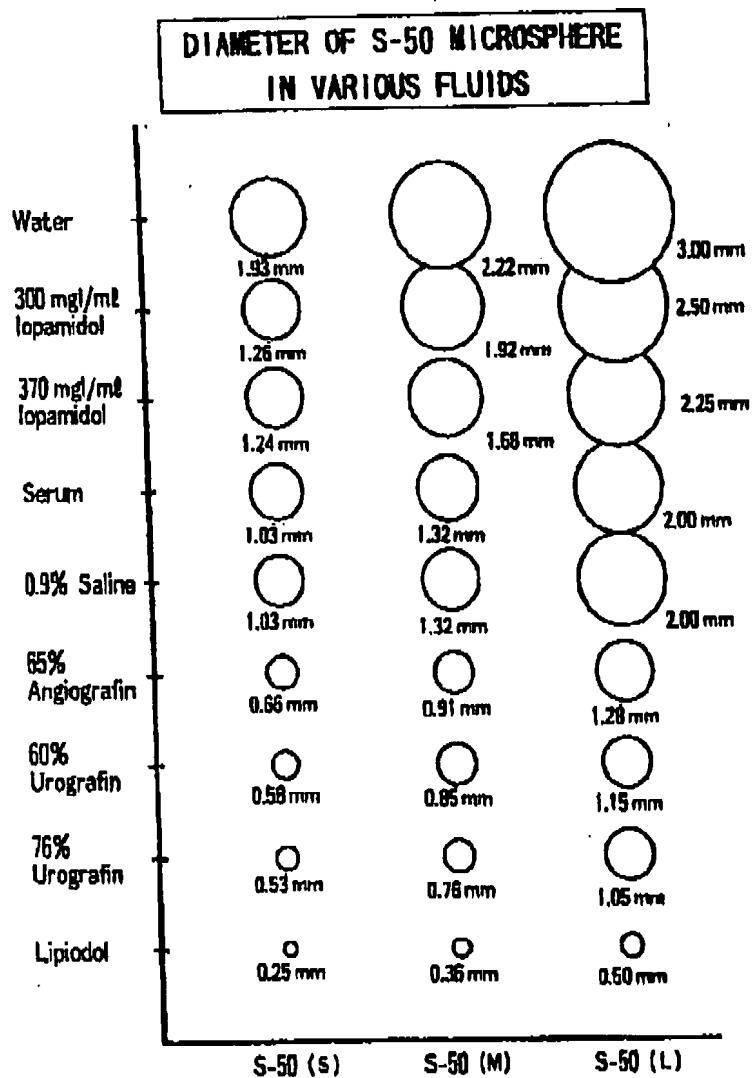 DIAMETER OF S-50 MICROSPHERE
IN VARIOUS FLUIDS
Water
1.93 mm
2.22 mm
3.00 mm
300 mgl/mℓ
Iopamidol
1.26 mm
1.92 mm
2.50 mm
370 mgl/mℓ
Iopamidol
1.24 mm
1.68 mm
2.25 mm
Serum
1.03 mm
1.32 mm
2.00 mm
0.9% Saline
1.03 mm
1.32 mm
2.00 mm
65%
Angiografin
0.66 mm
0.91 mm
1.28 mm
60%
Urografin
0.58 mm
0.85 mm
1.15 mm
76%
Urografin
0.53 mm
0.76 mm
1.05 mm
Lipiodol
0.25 mm
0.36 mm
0.50 mm
S-50 (S)
S-50 (M)
S-50 (L)